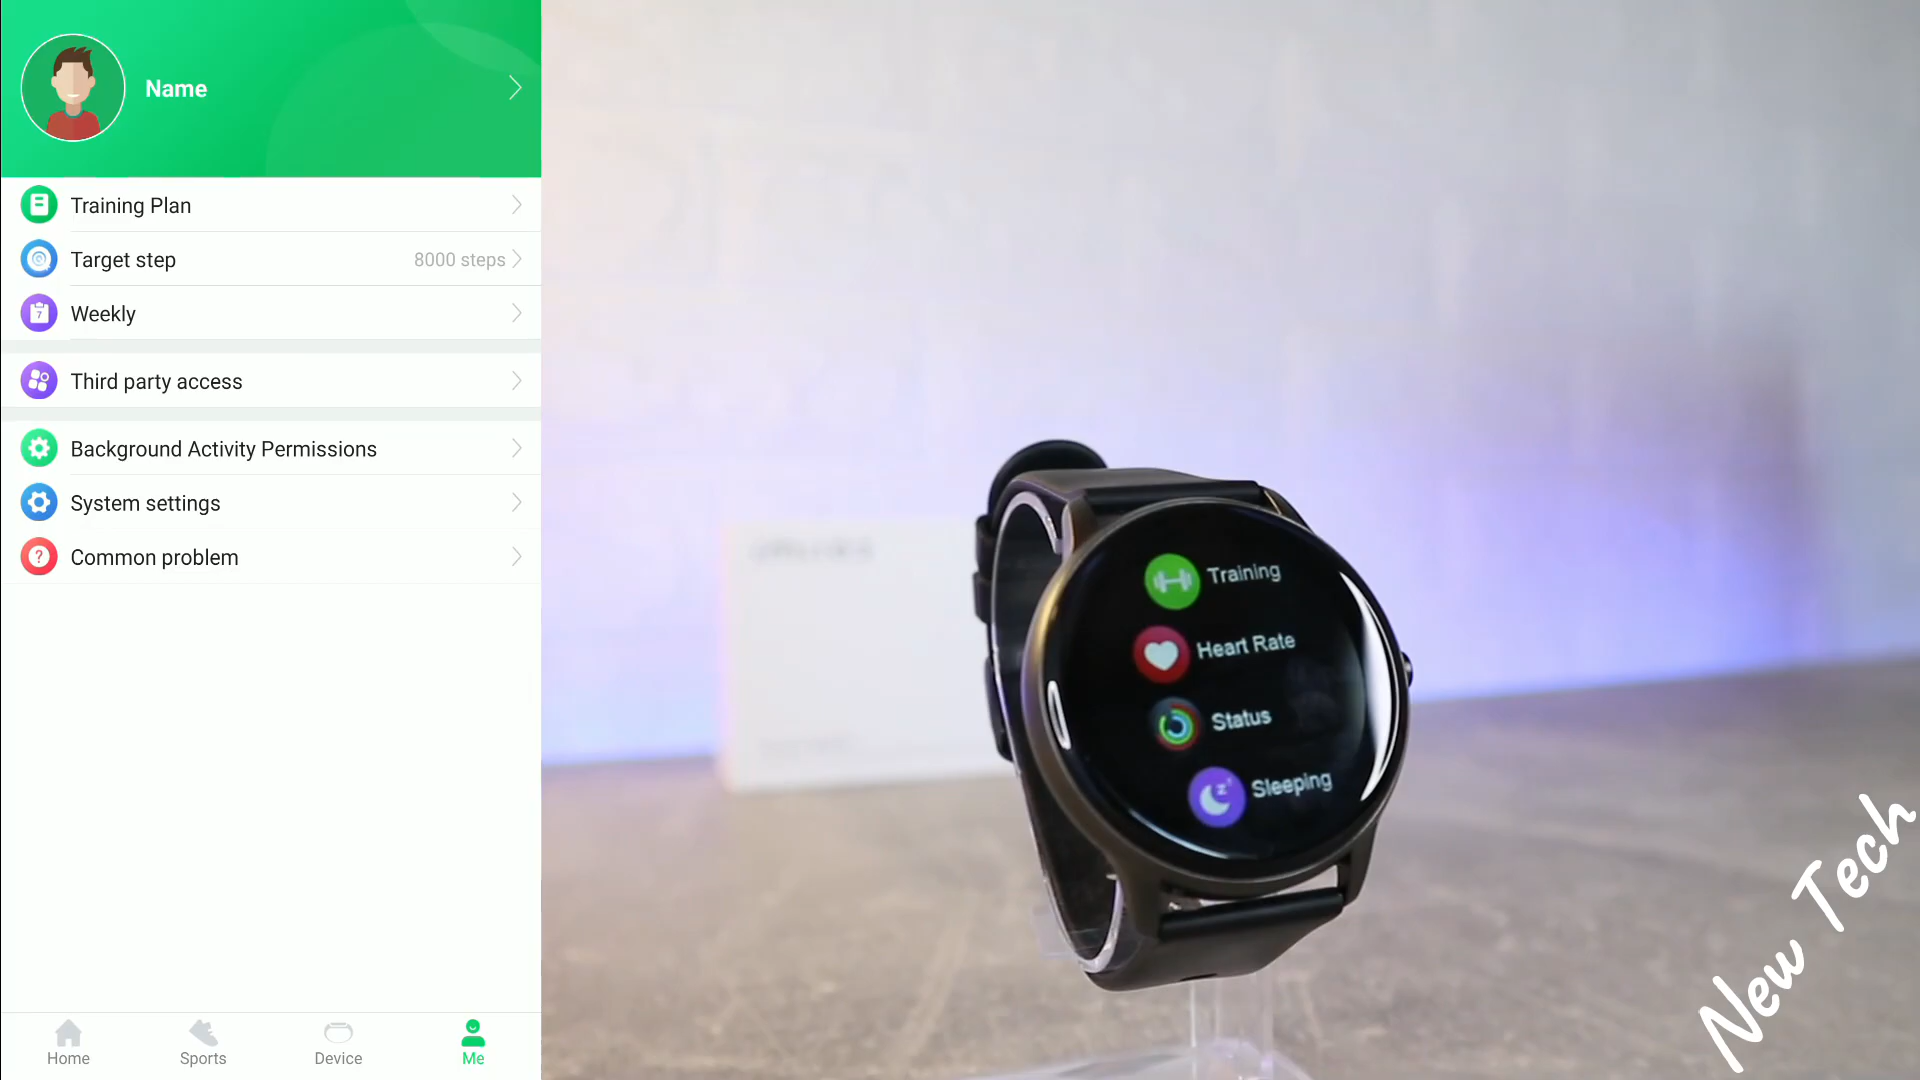 Name
Training Plan
Target step 8000 steps
Weekly
7
Third party access
Background Activity Permissions
System settings
?
Common problem
Home Sports Device Me
Training
Heart Rate
Status
z
Sleeping
New Tech